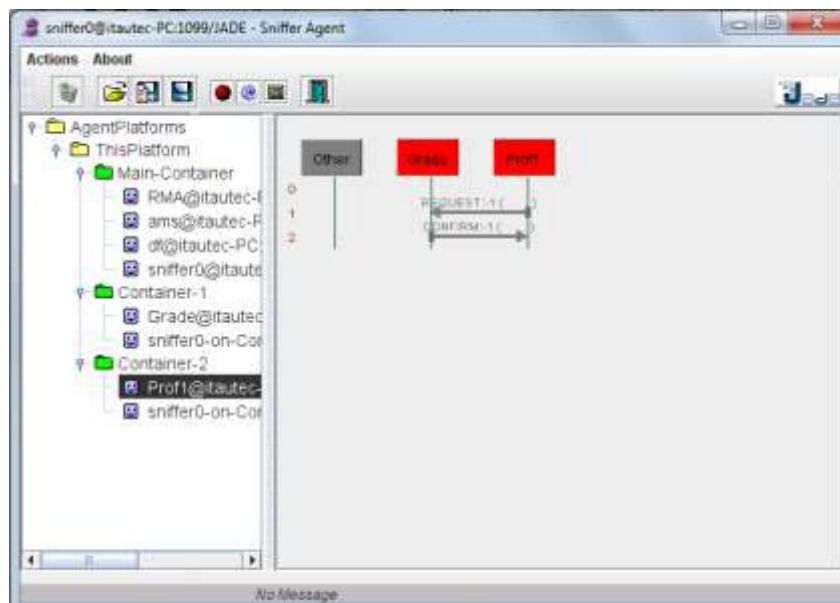 sniffer0@itautec-PC:1099/JADE - Sniffer Agent
Actions About
AgentPlatforms
ThisPlatform
Main-Container
RMA@itautec-
ams@itautec-P
df@itautec-PC
sniffer0@itaute
Container-1
Grade@itautec
sniffer0-on-Con
Container-2
Prof1@itautec-
sniffer0-on-Con
Other Grade Prof1
0
REQUEST:-1 ( )
1
CONFIRM:-1 ( )
2
No Message